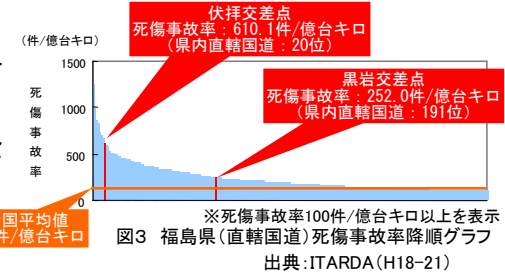 伏拝交差点
死傷事故率：610.1件/億台キロ
（県内直轄国道：20位）
（件/億台キロ）
黒岩交差点
死傷事故率：252.0件/億台キロ
（県内直轄国道：191位）
死傷事故率
1500
1000
500
0
国平均値
件/億台キロ
※死傷事故率100件/億台キロ以上を表示
図3 福島県（直轄国道）死傷事故率降順グラフ
出典：ITARDA（H18-21）